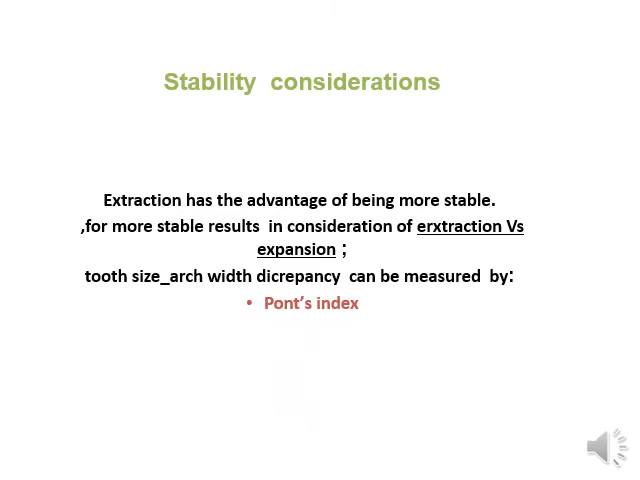 Stability considerations
Extraction has the advantage of being more stable.
,for more stable results in consideration of erxtraction Vs
expansion ;
tooth size_arch width dicrepancy can be measured by:
• Pont's index